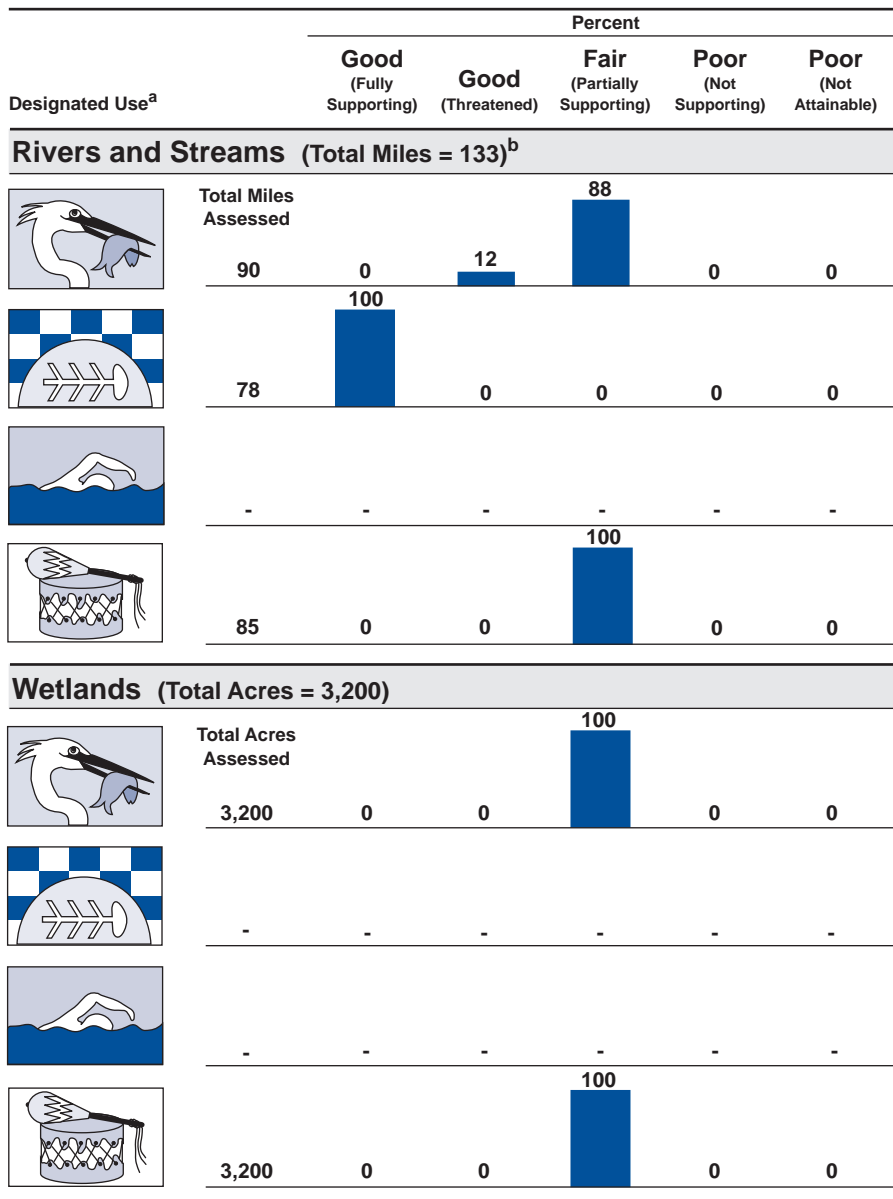 Percent
Designated Use^a
Good (Fully Supporting)
Good (Threatened)
Fair (Partially Supporting)
Poor (Not Supporting)
Poor (Not Attainable)
Rivers and Streams (Total Miles = 133)^b
Total Miles Assessed
88
12
90 0 0 0
100
78 0 0 0 0
- - - - - -
100
85 0 0 0 0
Wetlands (Total Acres = 3,200)
Total Acres Assessed
100
3,200 0 0 0 0
- - - - - -
- - - - - -
100
3,200 0 0 0 0